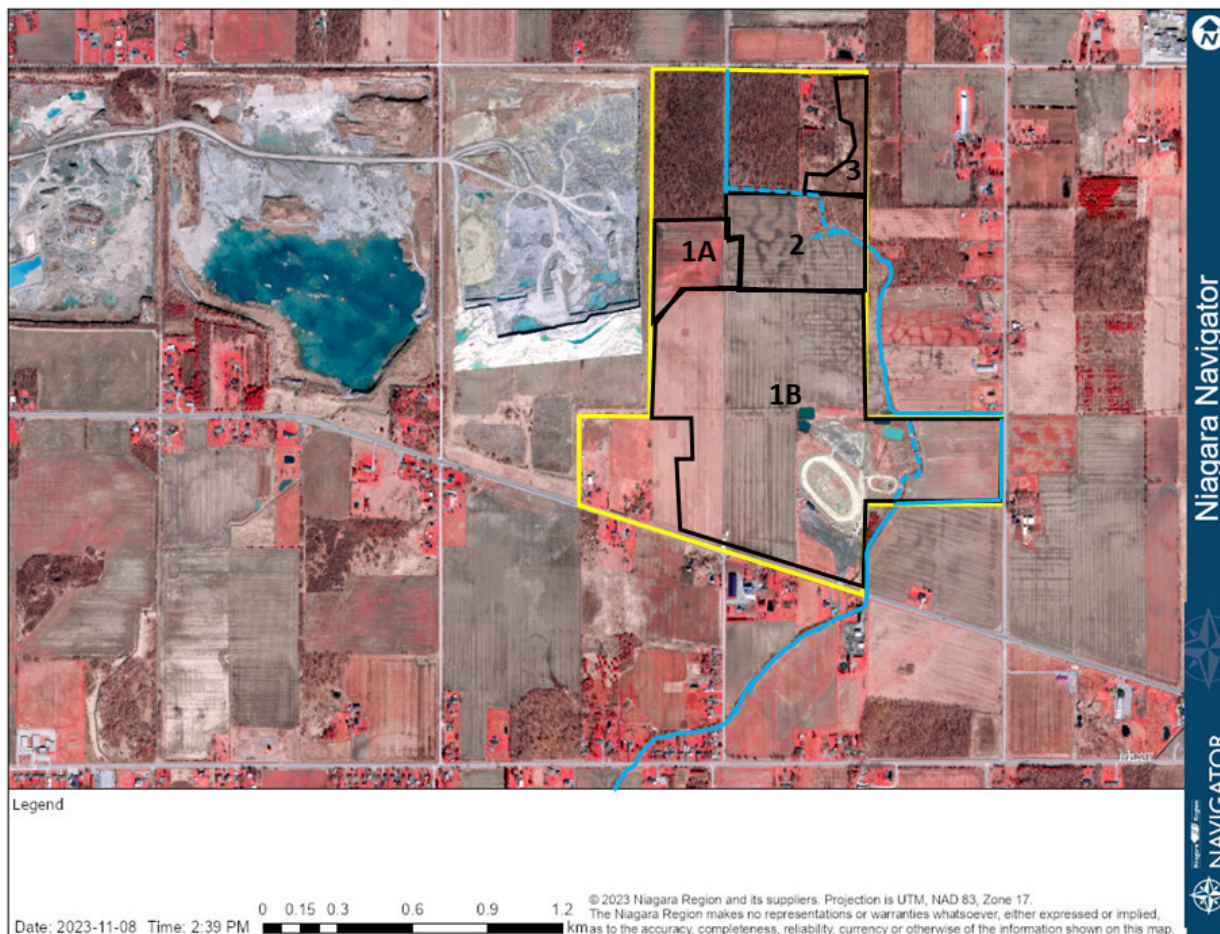 3
1A
2
1B
Niagara Navigator
Niagara Region
NAVIGATOR
Legend
Date: 2023-11-08 Time: 2:39 PM
0 0.15 0.3 0.6 0.9 1.2
km
© 2023 Niagara Region and its suppliers. Projection is UTM, NAD 83, Zone 17.
The Niagara Region makes no representations or warranties whatsoever, either expressed or implied,
as to the accuracy, completeness, reliability, currency or otherwise of the information shown on this map.